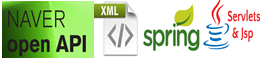 NAVER
open API
XML
</>
spring
Servlets
& Jsp